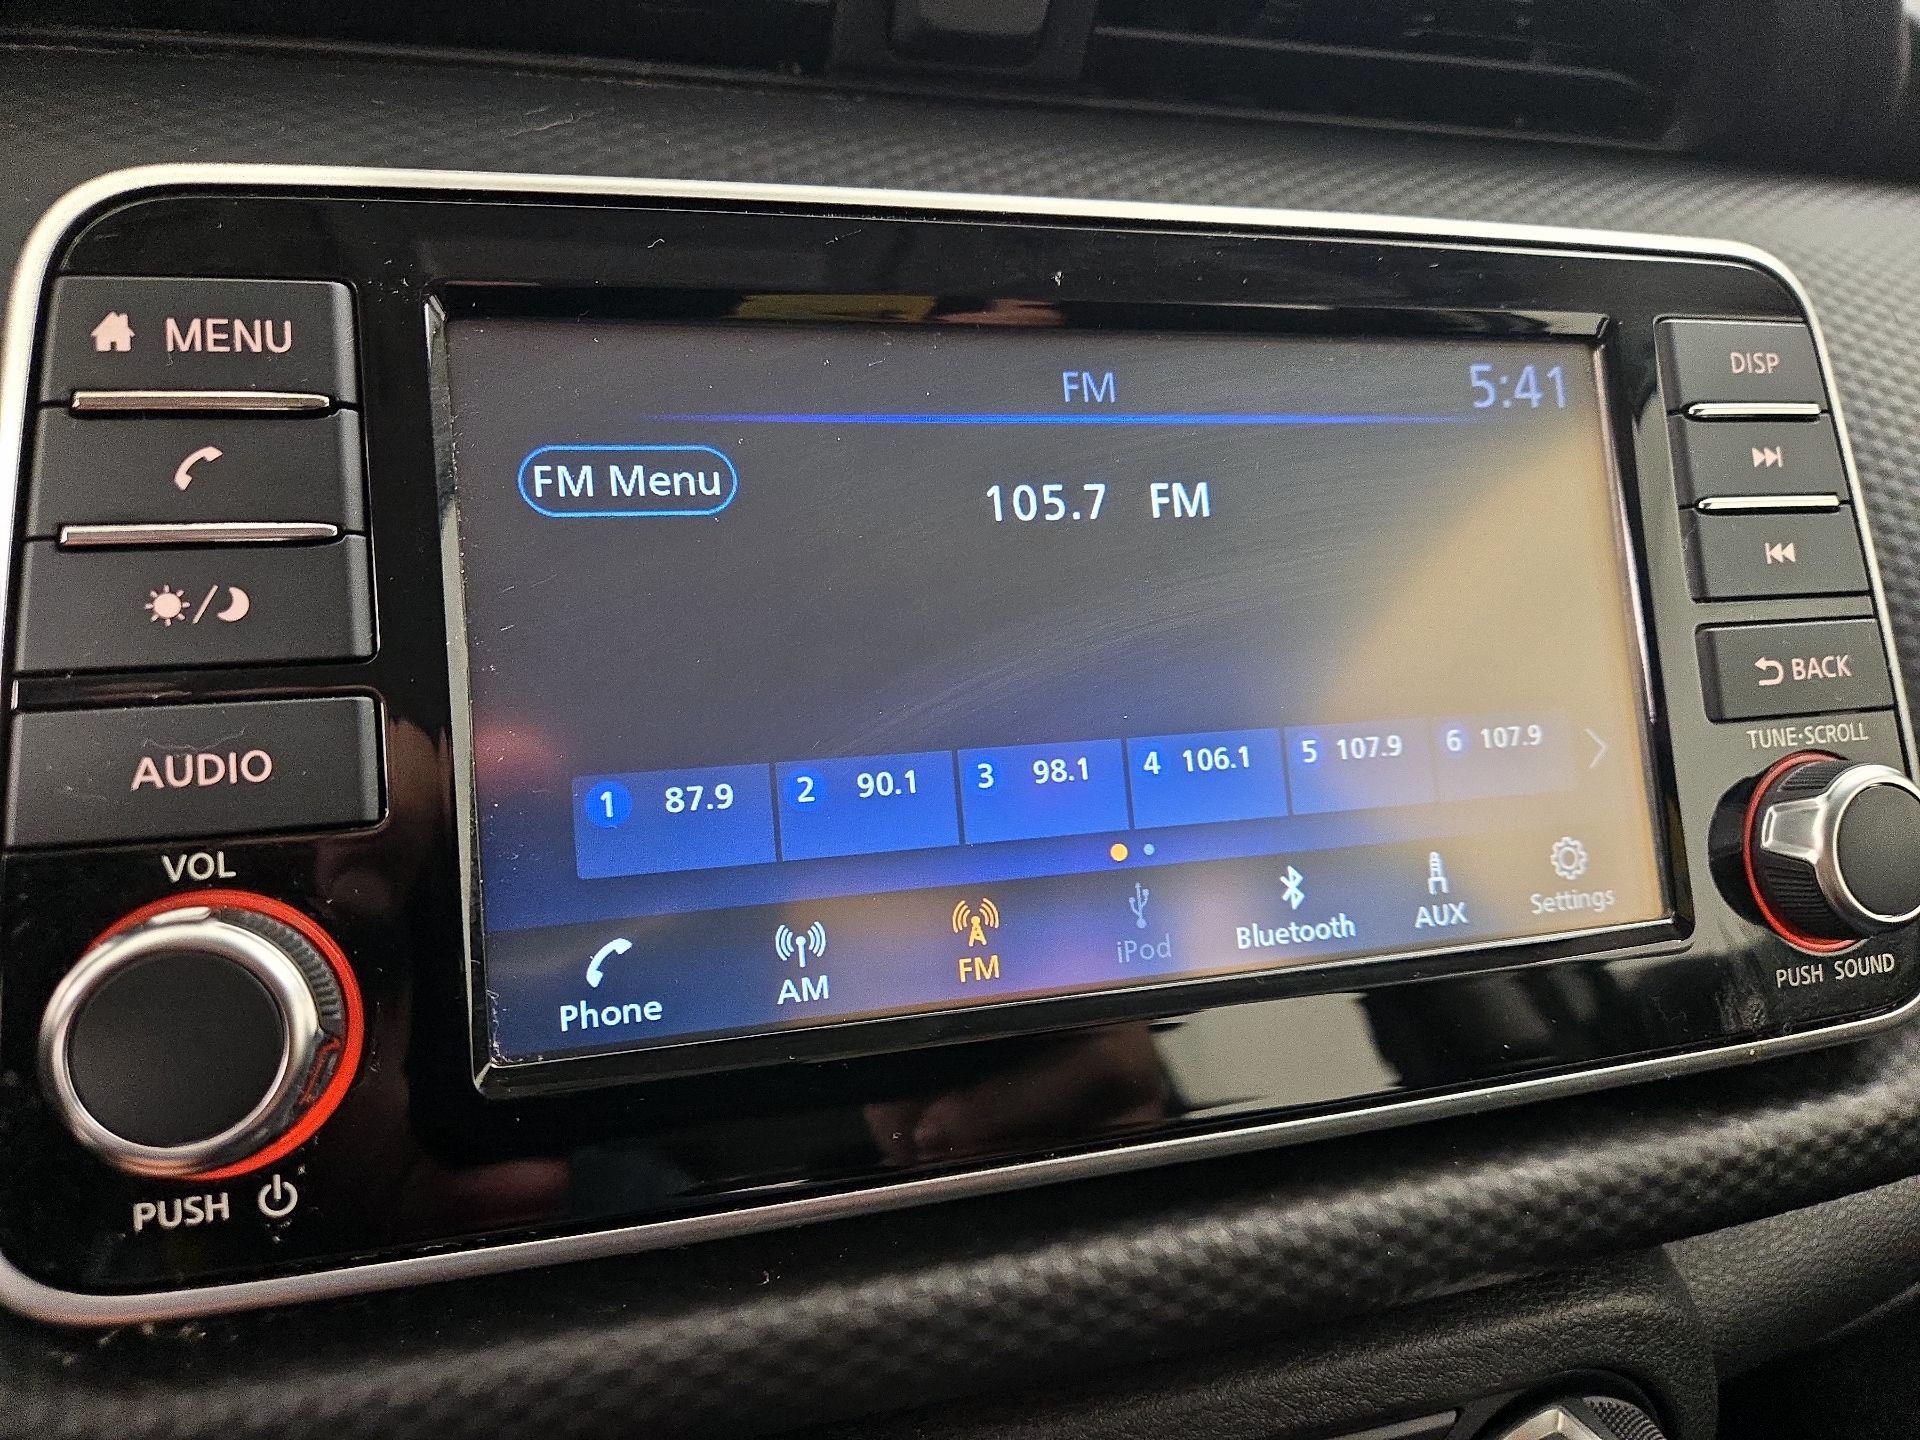 MENU
AUDIO
VOL
PUSH
FM
5:41
FM Menu
105.7 FM
1 87.9
2 90.1
3 98.1
4 106.1
5 107.9
6 107.9
Phone
AM
FM
iPod
Bluetooth
AUX
Settings
DISP
BACK
TUNE·SCROLL
PUSH SOUND